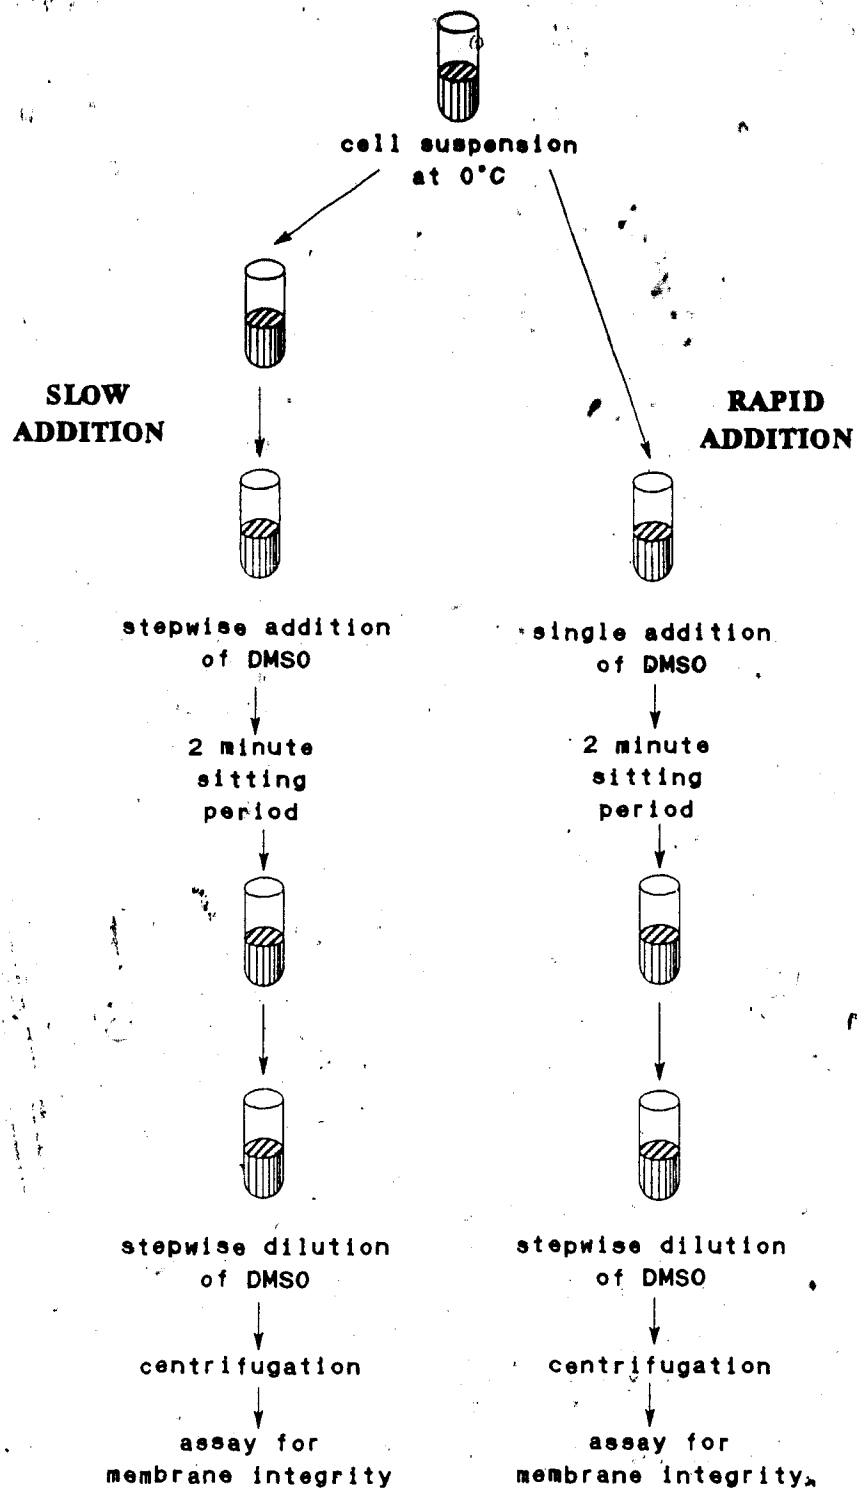 cell suspension
at 0°C
SLOW
ADDITION
RAPID
ADDITION
stepwise addition
of DMSO
single addition
of DMSO
2 minute
sitting
period
2 minute
sitting
period
stepwise dilution
of DMSO
stepwise dilution
of DMSO
centrifugation
centrifugation
assay for
membrane integrity
assay for
membrane integrity